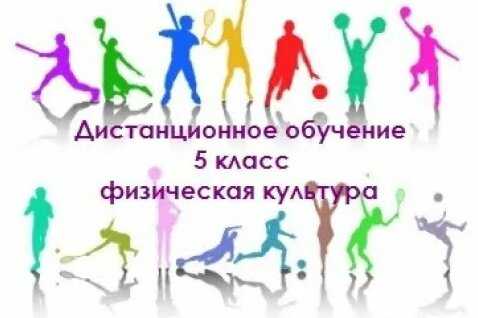 Дистанционное обучение
5 класс
физическая культура